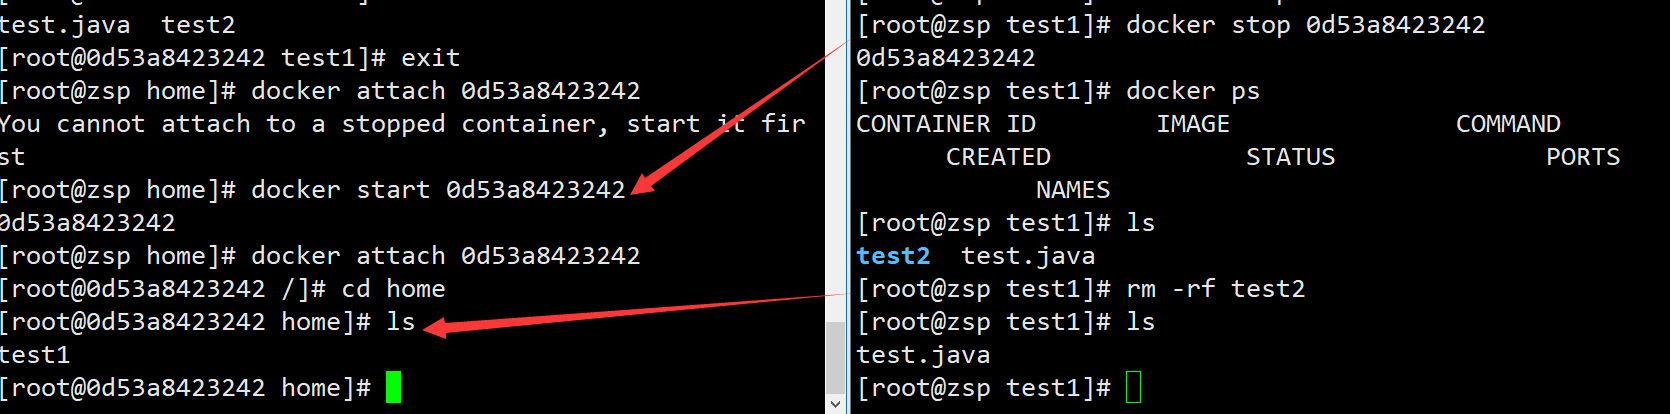 test.java  test2
[root@0d53a8423242 test1]# exit
[root@zsp home]# docker attach 0d53a8423242
You cannot attach to a stopped container, start it fir
st
[root@zsp home]# docker start 0d53a8423242
0d53a8423242
[root@zsp home]# docker attach 0d53a8423242
[root@0d53a8423242 /]# cd home
[root@0d53a8423242 home]# ls
test1
[root@0d53a8423242 home]#
[root@zsp test1]# docker stop 0d53a8423242
0d53a8423242
[root@zsp test1]# docker ps
CONTAINER ID        IMAGE               COMMAND
      CREATED             STATUS              PORTS
            NAMES
[root@zsp test1]# ls
test2  test.java
[root@zsp test1]# rm -rf test2
[root@zsp test1]# ls
test.java
[root@zsp test1]#